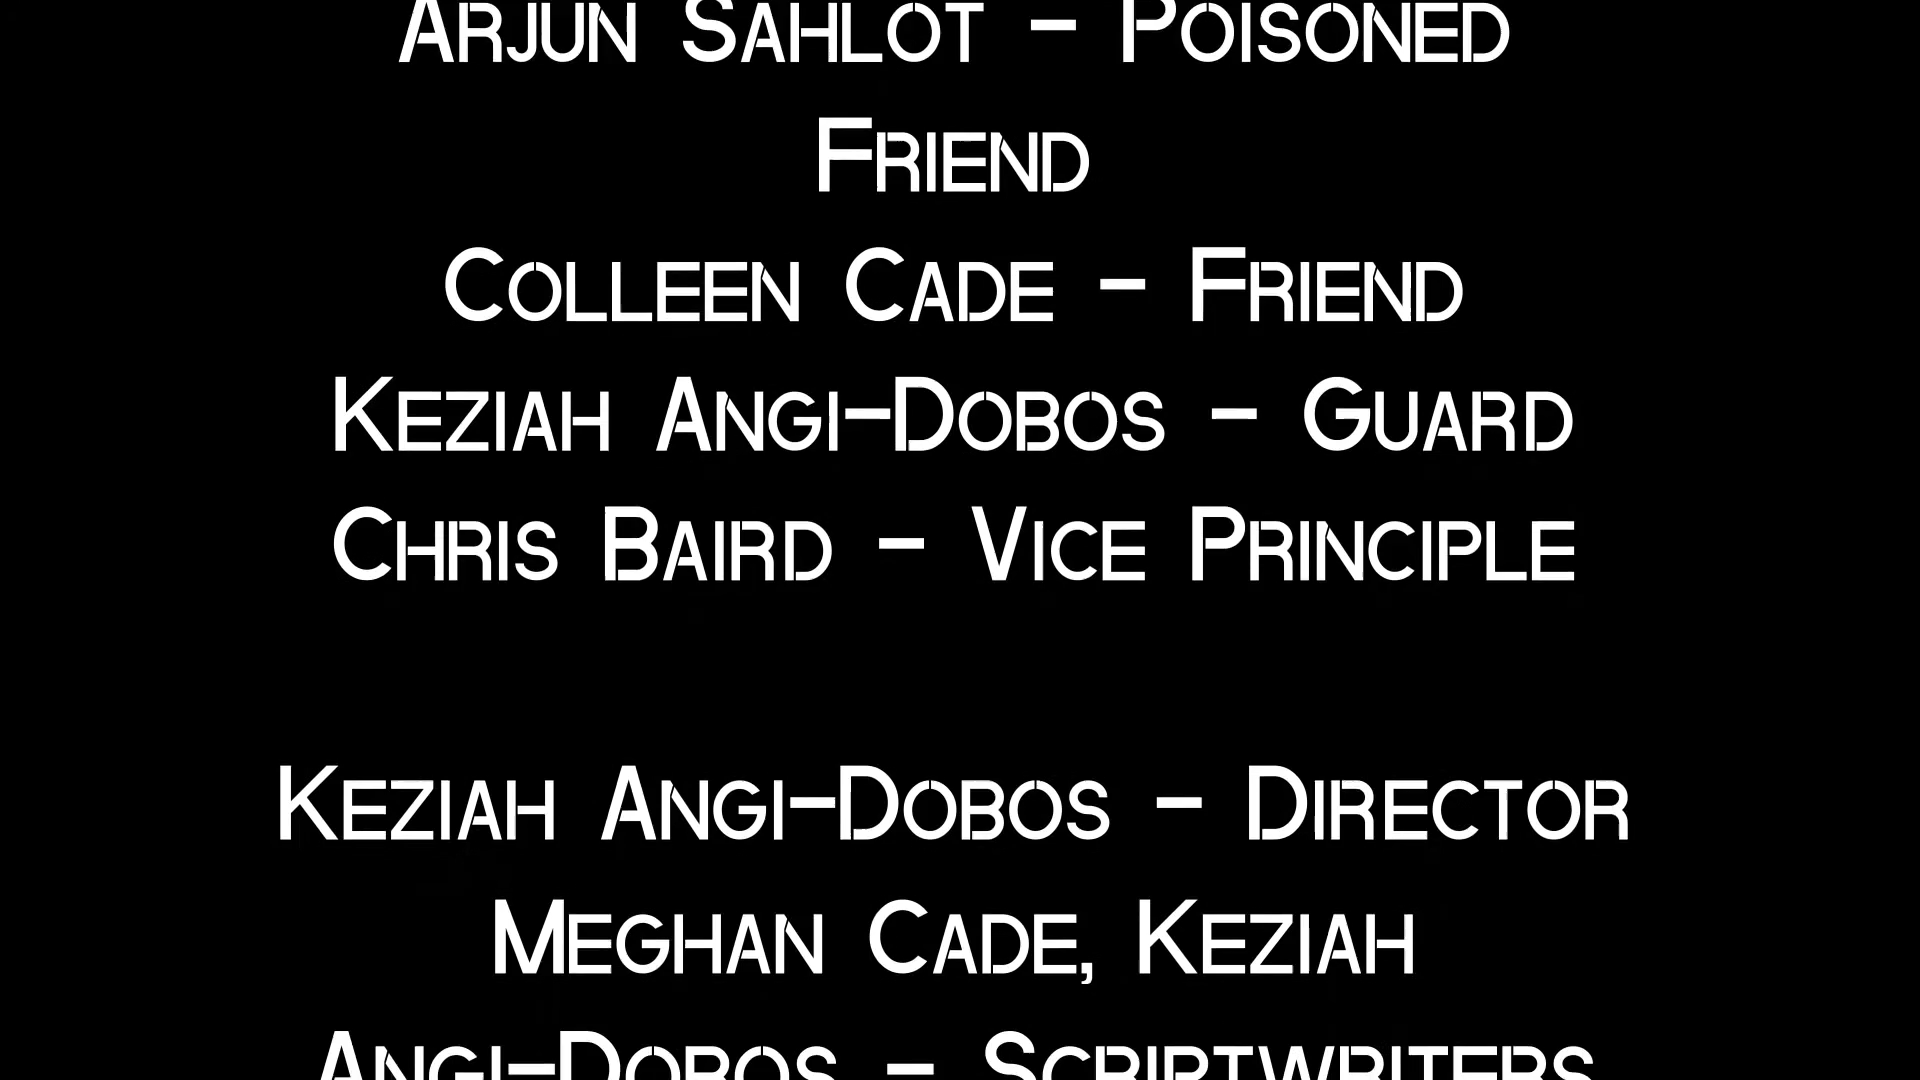 Arjun Sahlot - Poisoned
Friend
Colleen Cade - Friend
Keziah Angi-Dobos - Guard
Chris Baird - Vice Principle
Keziah Angi-Dobos - Director
Meghan Cade, Keziah
Angi-Dobos - Scriptwriters